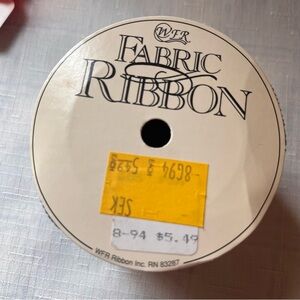 WFR
FABRIC
RIBBON
8-94 $5.49
WFR Ribbon Inc. RN 83287